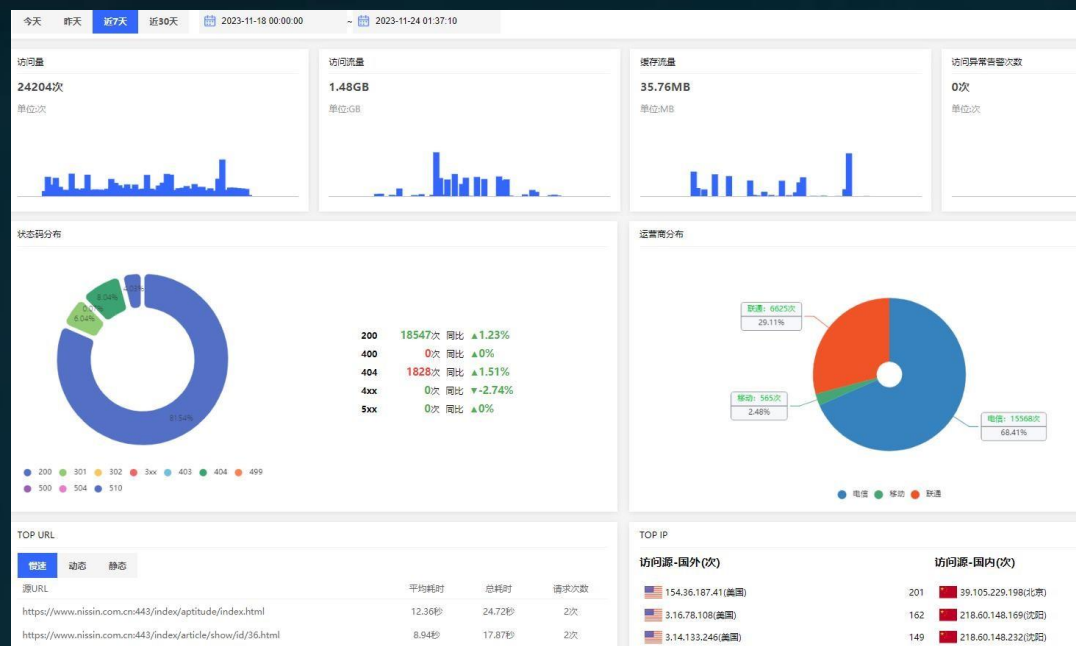 今天 昨天 近7天 近30天 2023-11-18 00:00:00 ~ 2023-11-24 01:37:10
访问量
24204次
单位:次
访问流量
1.48GB
单位:GB
缓存流量
35.76MB
单位:MB
访问异常告警次数
0次
单位:次
状态码分布
8.04%
6.04%
200 18547次 同比 ▲1.23%
400 0次 同比 ▲0%
404 1828次 同比 ▲1.51%
4xx 0次 同比 ▼-2.74%
5xx 0次 同比 ▲0%
200 301 302 3xx 403 404 499
500 504 510
运营商分布
联通: 6625次
29.11%
移动: 565次
2.48%
电信: 15568次
68.41%
电信 移动 联通
TOP URL
慢速 动态 静态
源URL 平均耗时 总耗时 请求次数
https://www.nissin.com.cn:443/index/aptitude/index.html 12.36秒 24.72秒 2次
https://www.nissin.com.cn:443/index/article/show/id/36.html 8.94秒 17.87秒 2次
TOP IP
访问源-国外(次) 访问源-国内(次)
154.36.187.41(美国) 201 39.105.229.198(北京)
3.16.78.108(美国) 162 218.60.148.169(沈阳)
3.14.133.246(美国) 149 218.60.148.232(沈阳)